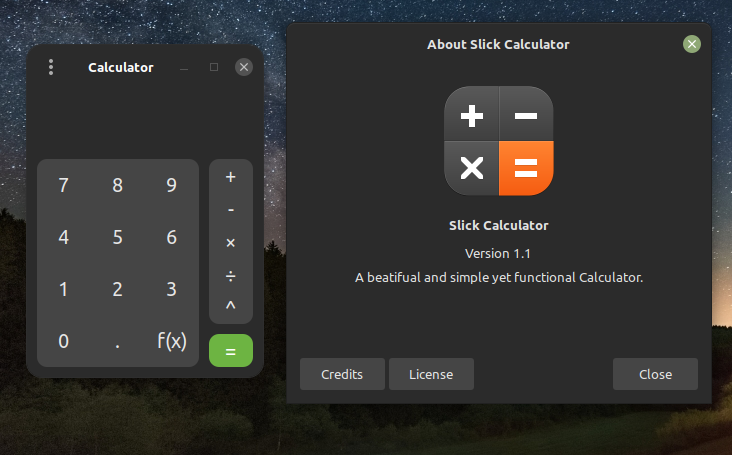 Calculator
7 8 9 +
-
4 5 6 ×
÷
1 2 3 ^
0 . f(x) =
About Slick Calculator
Slick Calculator
Version 1.1
A beatifual and simple yet functional Calculator.
Credits License Close